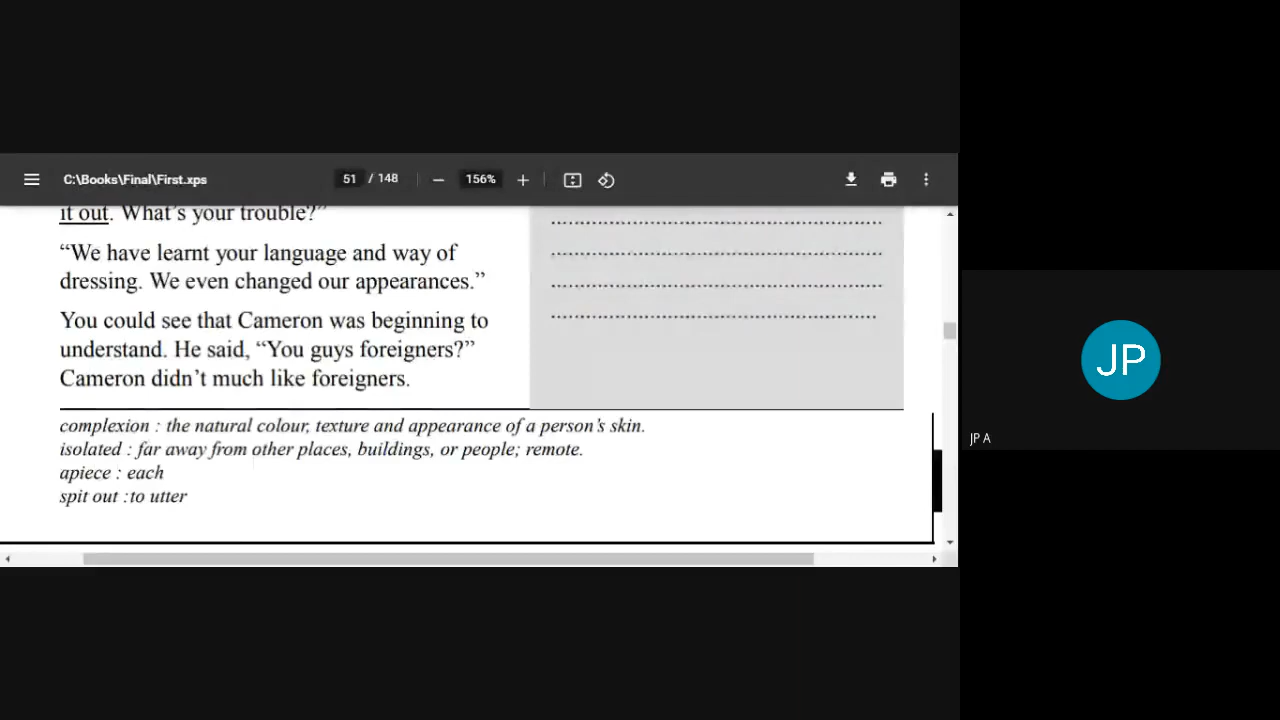 C:\Books\Final\First.xps
51 / 148
156%
it out. What's your trouble?"
"We have learnt your language and way of
dressing. We even changed our appearances."
You could see that Cameron was beginning to
understand. He said, "You guys foreigners?"
Cameron didn't much like foreigners.
complexion : the natural colour, texture and appearance of a person's skin.
isolated : far away from other places, buildings, or people; remote.
apiece : each
spit out :to utter
JP
JP A